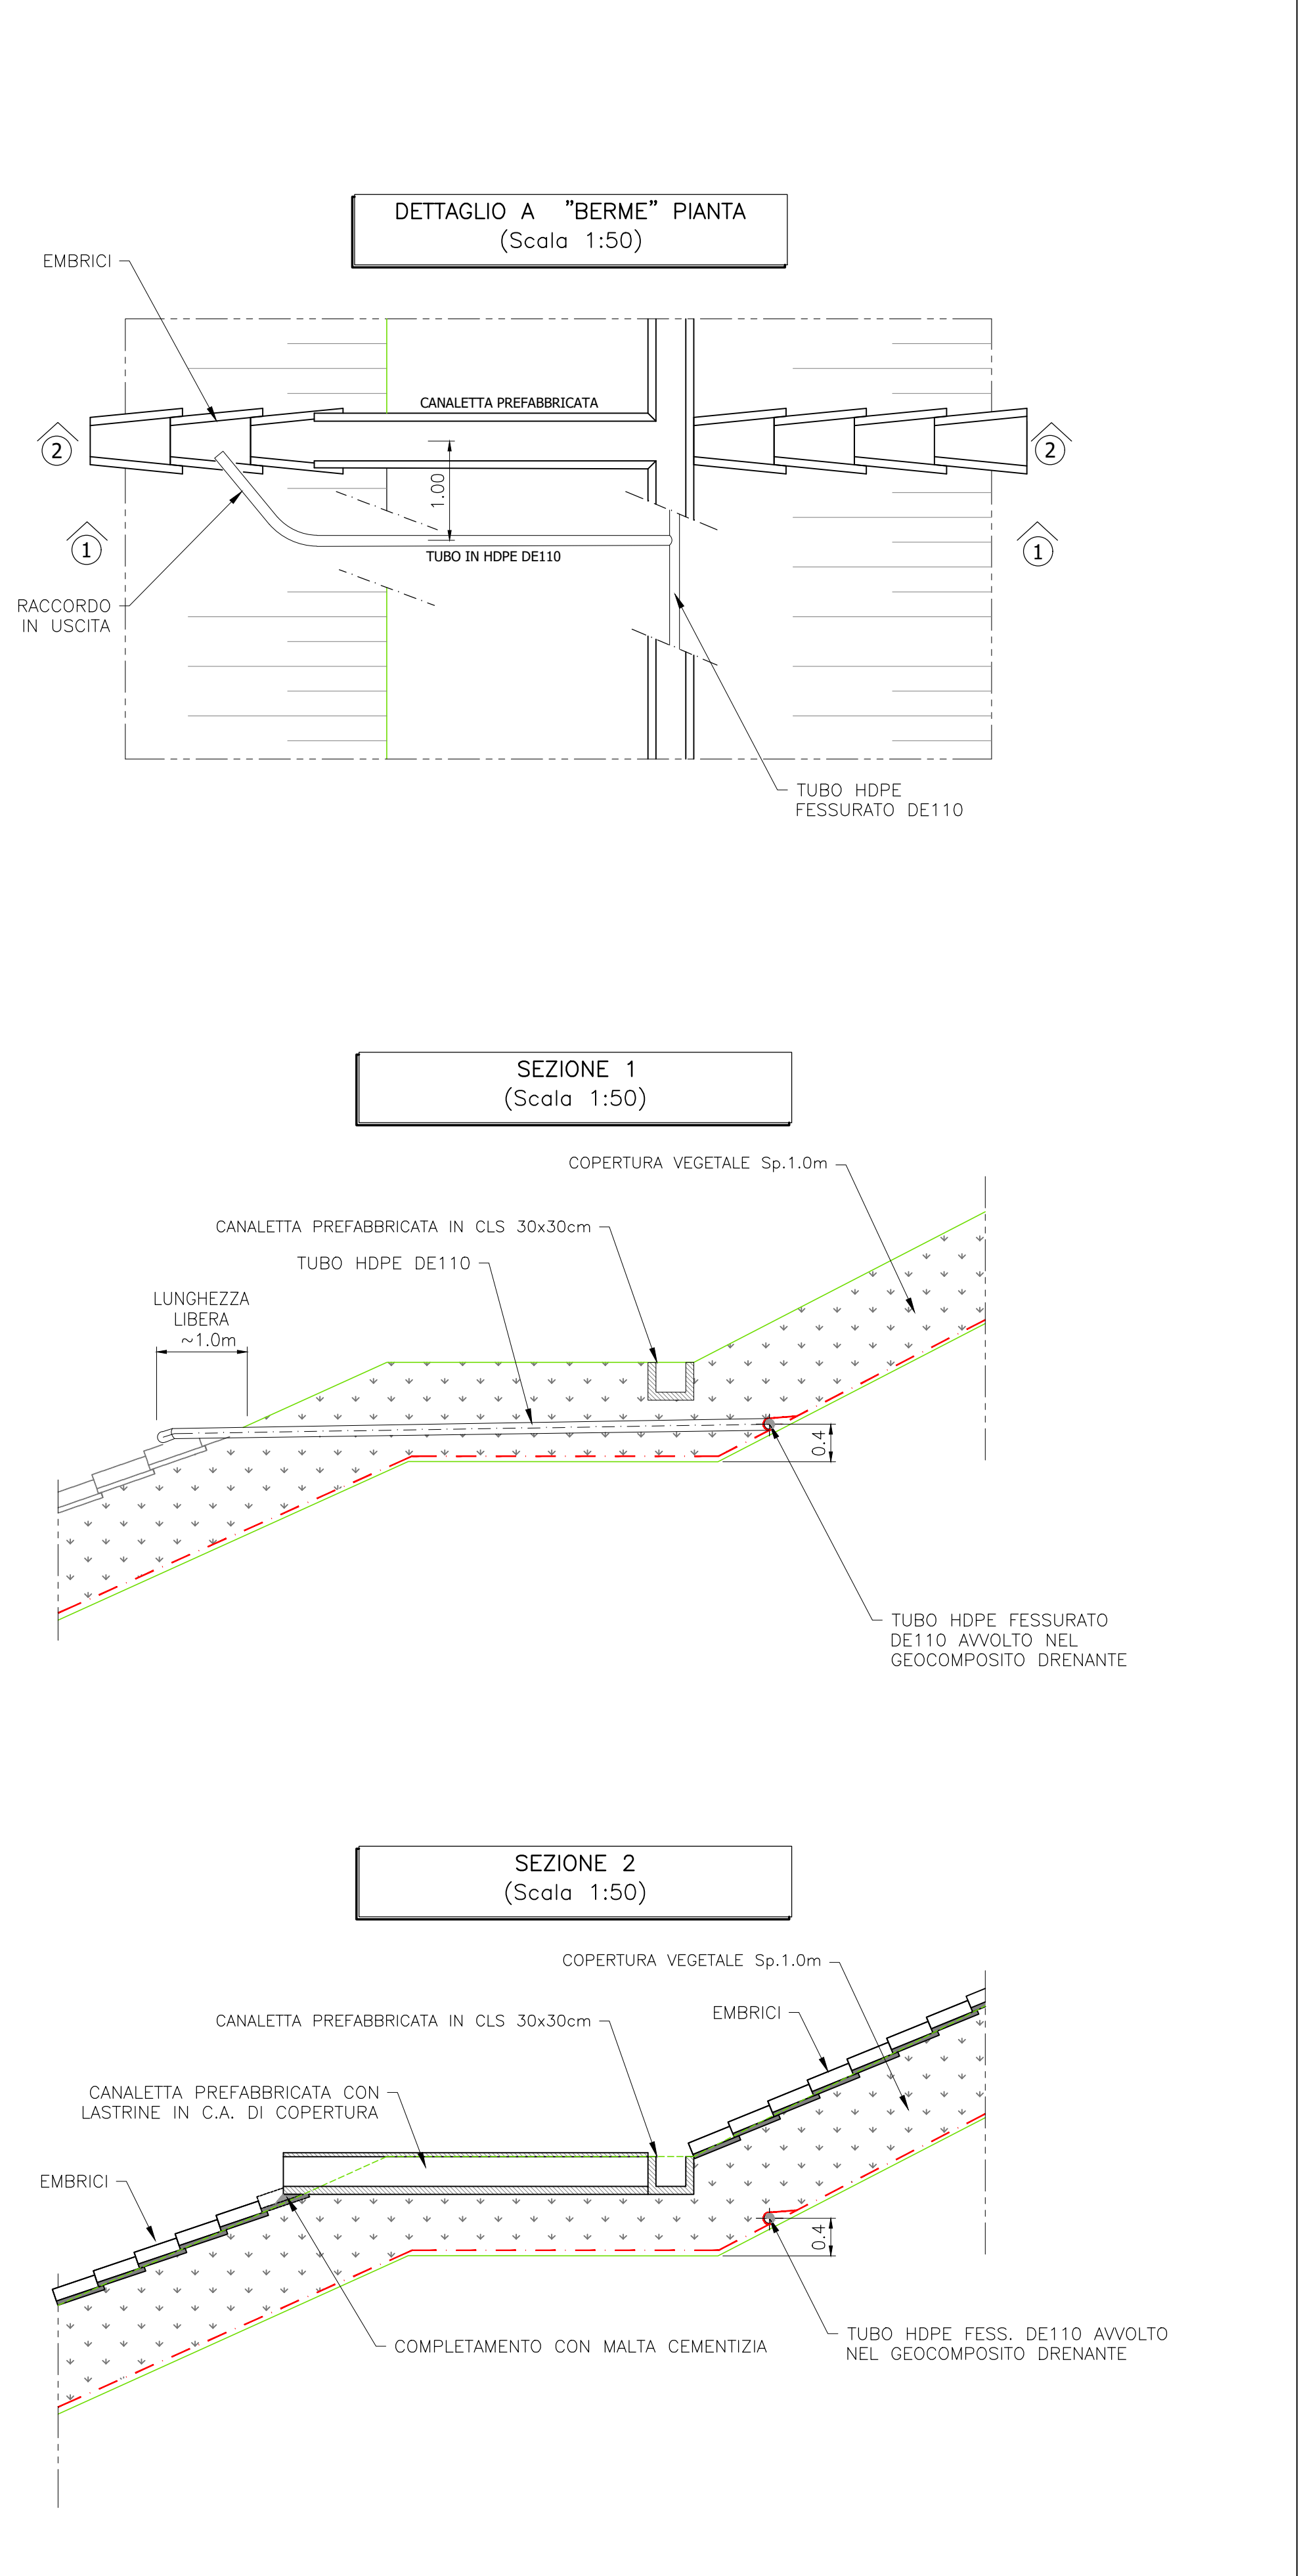 DETTAGLIO A "BERME" PIANTA
(Scala 1:50)
EMBRICI
CANALETTA PREFABBRICATA
2
2
1.00
1
1
TUBO IN HDPE DE110
RACCORDO
IN USCITA
TUBO HDPE
FESSURATO DE110
SEZIONE 1
(Scala 1:50)
COPERTURA VEGETALE Sp.1.0m
CANALETTA PREFABBRICATA IN CLS 30x30cm
TUBO HDPE DE110
LUNGHEZZA
LIBERA
~1.0m
0.4
TUBO HDPE FESSURATO
DE110 AVVOLTO NEL
GEOCOMPOSITO DRENANTE
SEZIONE 2
(Scala 1:50)
COPERTURA VEGETALE Sp.1.0m
EMBRICI
CANALETTA PREFABBRICATA IN CLS 30x30cm
CANALETTA PREFABBRICATA CON
LASTRINE IN C.A. DI COPERTURA
EMBRICI
0.4
TUBO HDPE FESS. DE110 AVVOLTO
NEL GEOCOMPOSITO DRENANTE
COMPLETAMENTO CON MALTA CEMENTIZIA